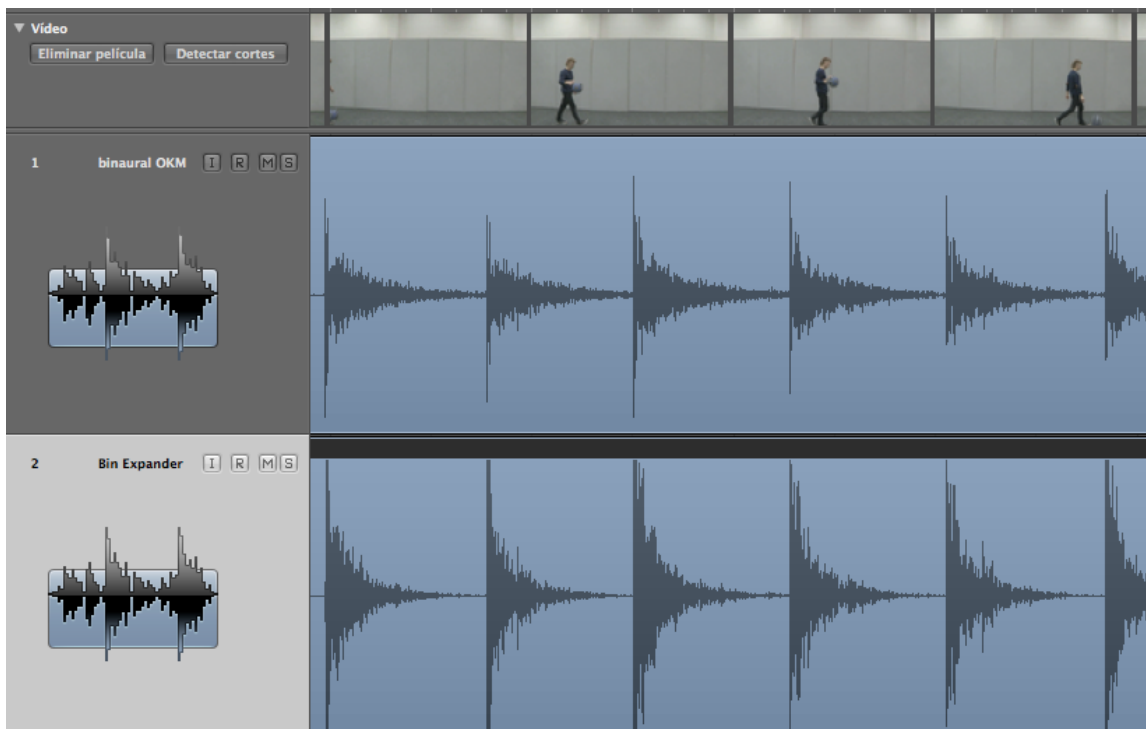 Vídeo
Eliminar película Detectar cortes
1 binaural OKM I R M S
2 Bin Expander I R M S